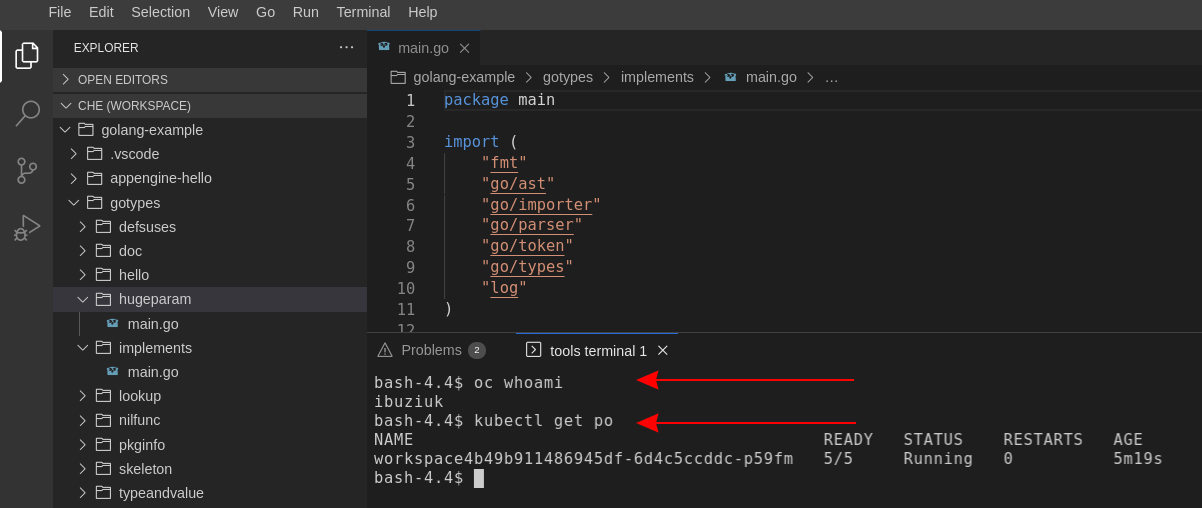 File Edit Selection View Go Run Terminal Help
EXPLORER ...
OPEN EDITORS
CHE (WORKSPACE)
golang-example
.vscode
appengine-hello
gotypes
defsuses
doc
hello
hugeparam
main.go
implements
main.go
lookup
nilfunc
pkginfo
skeleton
typeandvalue
main.go
golang-example > gotypes > implements > main.go > ...
1 package main
2
3 import (
4 "fmt"
5 "go/ast"
6 "go/importer"
7 "go/parser"
8 "go/token"
9 "go/types"
10 "log"
11 )
12
Problems 2 tools terminal 1
bash-4.4$ oc whoami
ibuziuk
bash-4.4$ kubectl get po
NAME READY STATUS RESTARTS AGE
workspace4b49b911486945df-6d4c5ccddc-p59fm 5/5 Running 0 5m19s
bash-4.4$